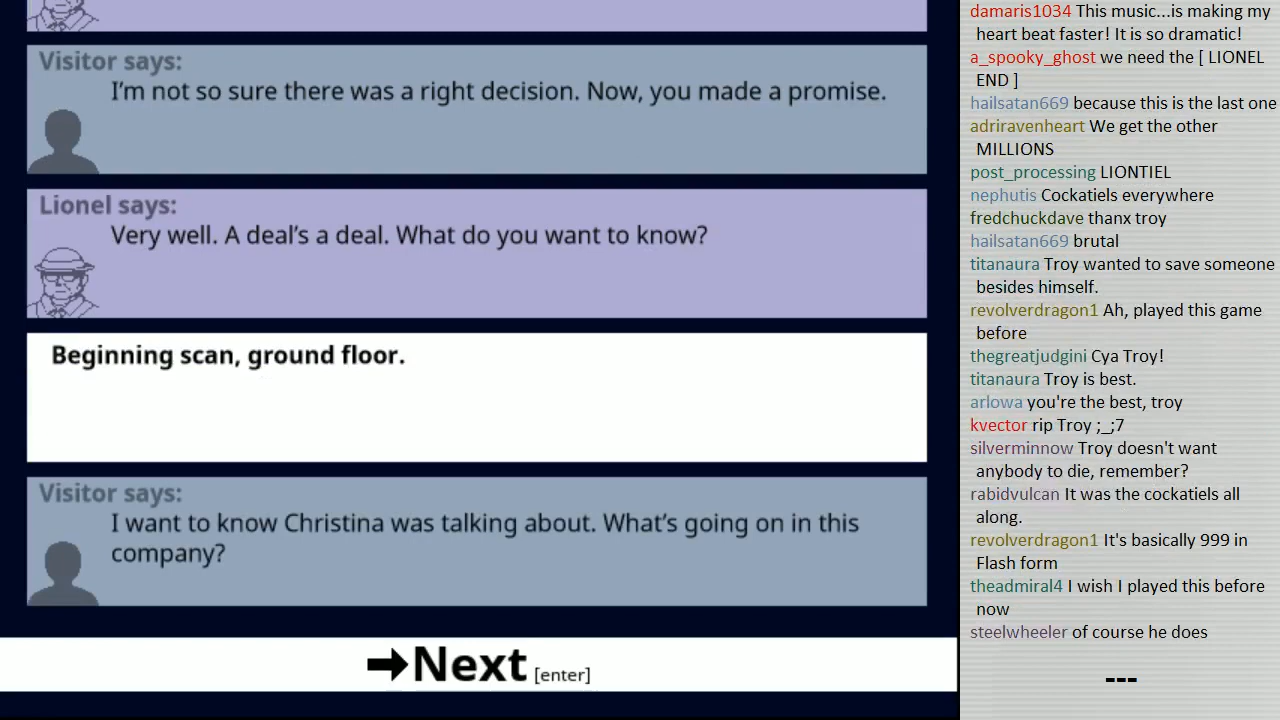 Visitor says:
I'm not so sure there was a right decision. Now, you made a promise.
Lionel says:
Very well. A deal's a deal. What do you want to know?
Beginning scan, ground floor.
Visitor says:
I want to know Christina was talking about. What's going on in this
company?
➡Next [enter]
damaris1034 This music...is making my
heart beat faster! It is so dramatic!
a_spooky_ghost we need the [ LIONEL
END ]
hailsatan669 because this is the last one
adriravenheart We get the other
MILLIONS
post_processing LIONTIEL
nephutis Cockatiels everywhere
fredchuckdave thanx troy
hailsatan669 brutal
titanaura Troy wanted to save someone
besides himself.
revolverdragon1 Ah, played this game
before
thegreatjudgini Cya Troy!
titanaura Troy is best.
arlowa you're the best, troy
kvector rip Troy ;_;7
silverminnow Troy doesn't want
anybody to die, remember?
rabidvulcan It was the cockatiels all
along.
revolverdragon1 It's basically 999 in
Flash form
theadmiral4 I wish I played this before
now
steelwheeler of course he does
---